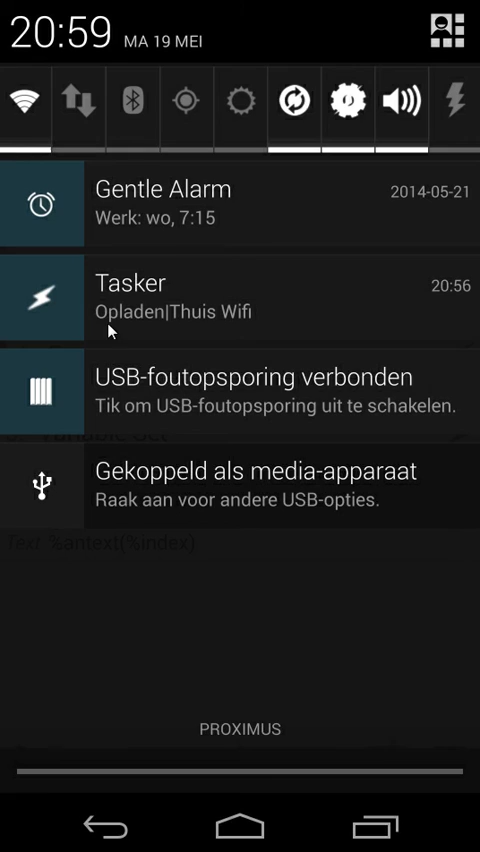 20:59 MA 19 MEI
Gentle Alarm 2014-05-21
Werk: wo, 7:15
Tasker 20:56
Opladen|Thuis Wifi
USB-foutopsporing verbonden
Tik om USB-foutopsporing uit te schakelen.
Gekoppeld als media-apparaat
Raak aan voor andere USB-opties.
Text %antext(%index)
PROXIMUS